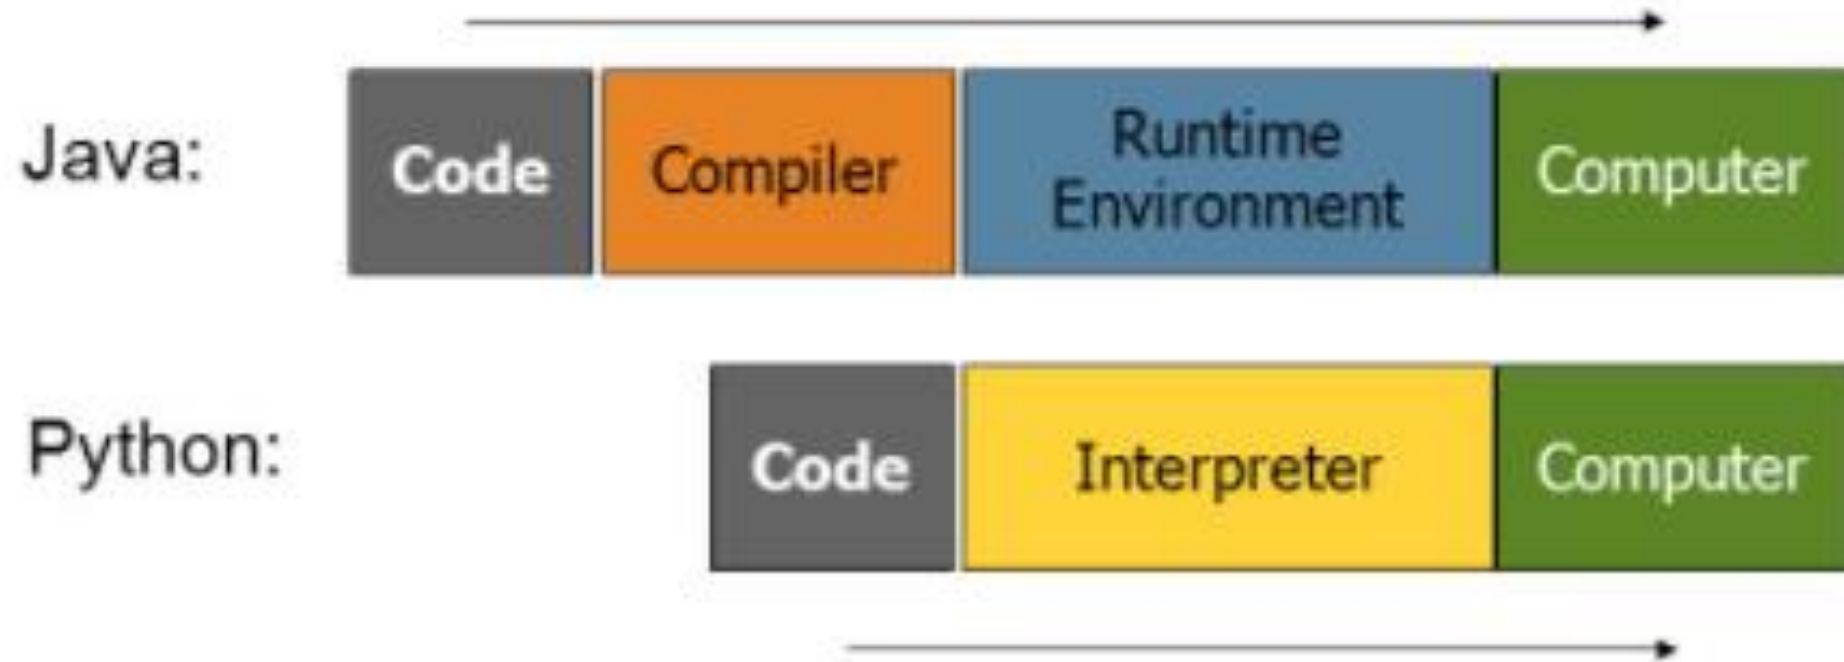 Java:
Code
Compiler
Runtime
Environment
Computer
Python:
Code
Interpreter
Computer